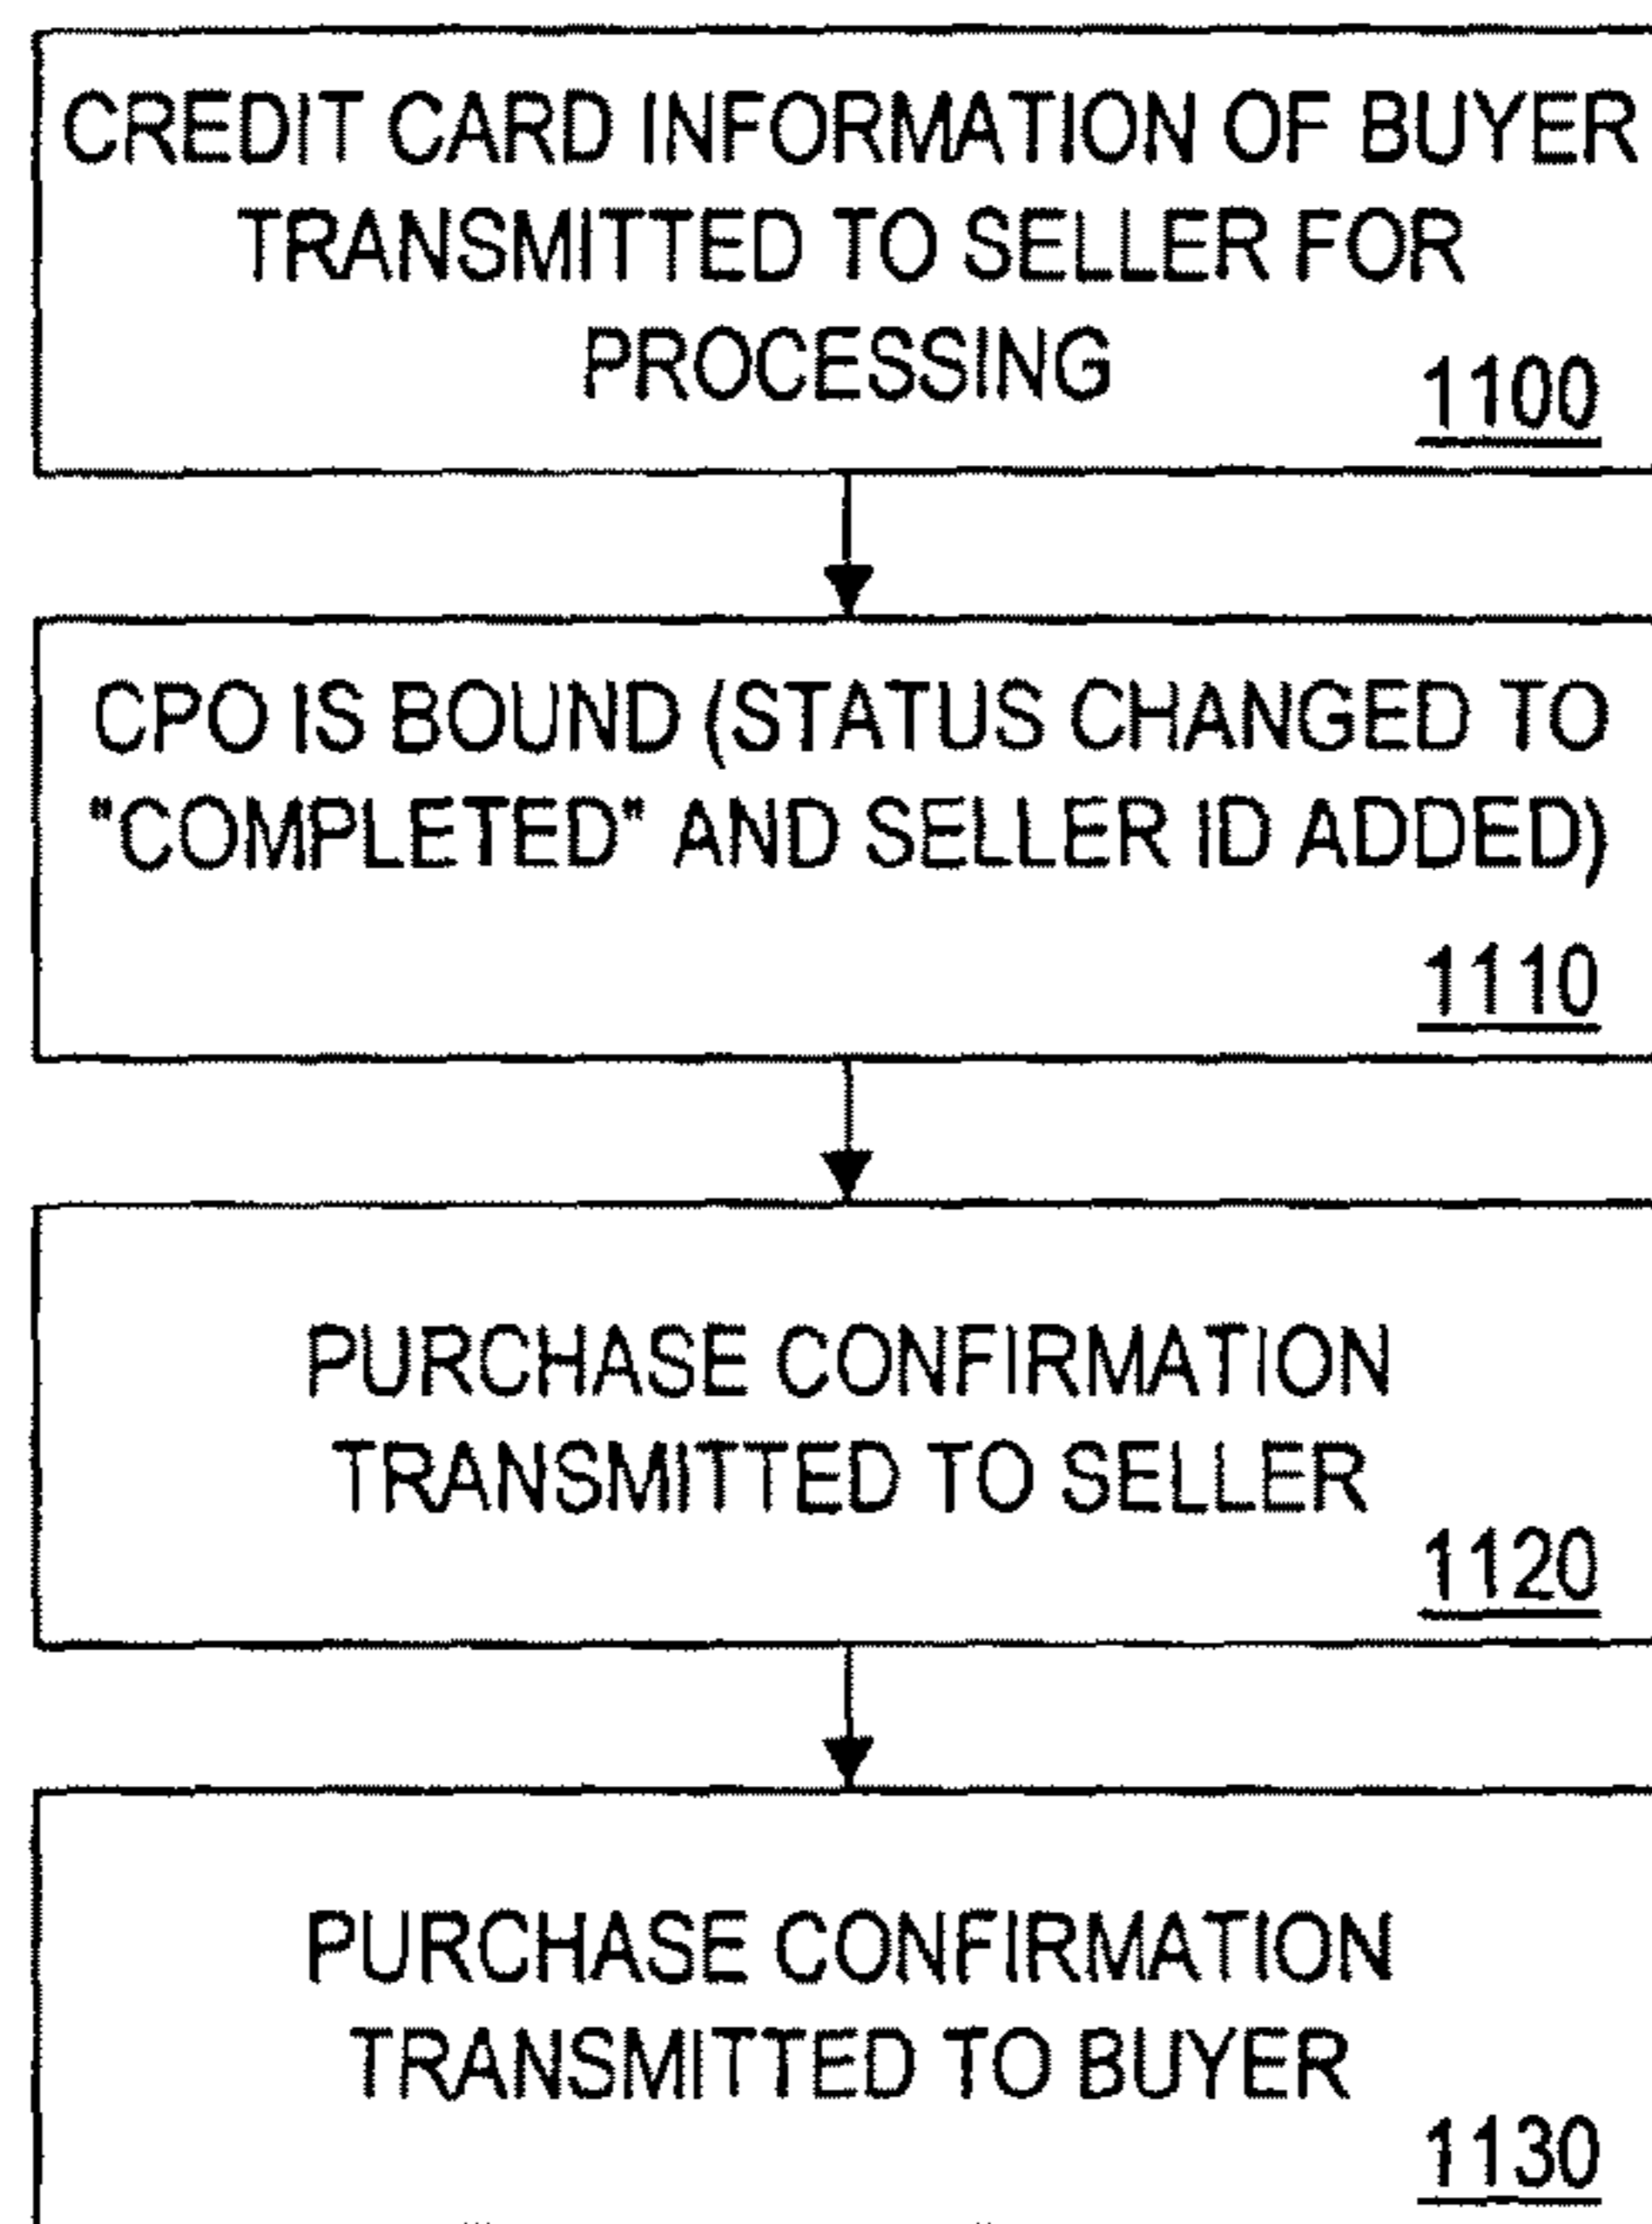 CREDIT CARD INFORMATION OF BUYER
TRANSMITTED TO SELLER FOR
PROCESSING
1100
CPO IS BOUND (STATUS CHANGED TO
"COMPLETED" AND SELLER ID ADDED)
1110
PURCHASE CONFIRMATION
TRANSMITTED TO SELLER
1120
PURCHASE CONFIRMATION
TRANSMITTED TO BUYER
1130